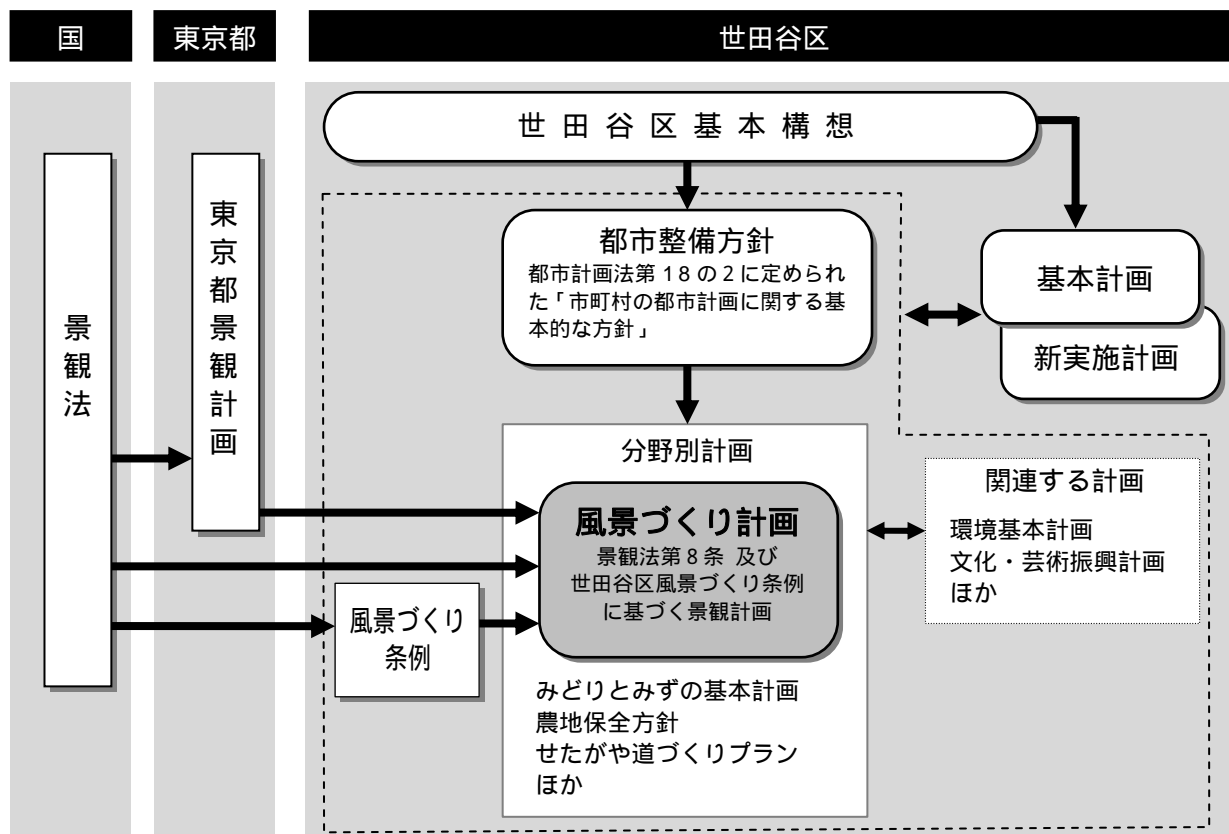 国
東京都
世田谷区
世田谷区基本構想
景観法
東京都景観計画
都市整備方針
都市計画法第18の2に定められ
た「市町村の都市計画に関する基
本的な方針」
基本計画
新実施計画
分野別計画
風景づくり計画
景観法第8条 及び
世田谷区風景づくり条例
に基づく景観計画
風景づくり
条例
みどりとみずの基本計画
農地保全方針
せたがや道づくりプラン
ほか
関連する計画
環境基本計画
文化・芸術振興計画
ほか